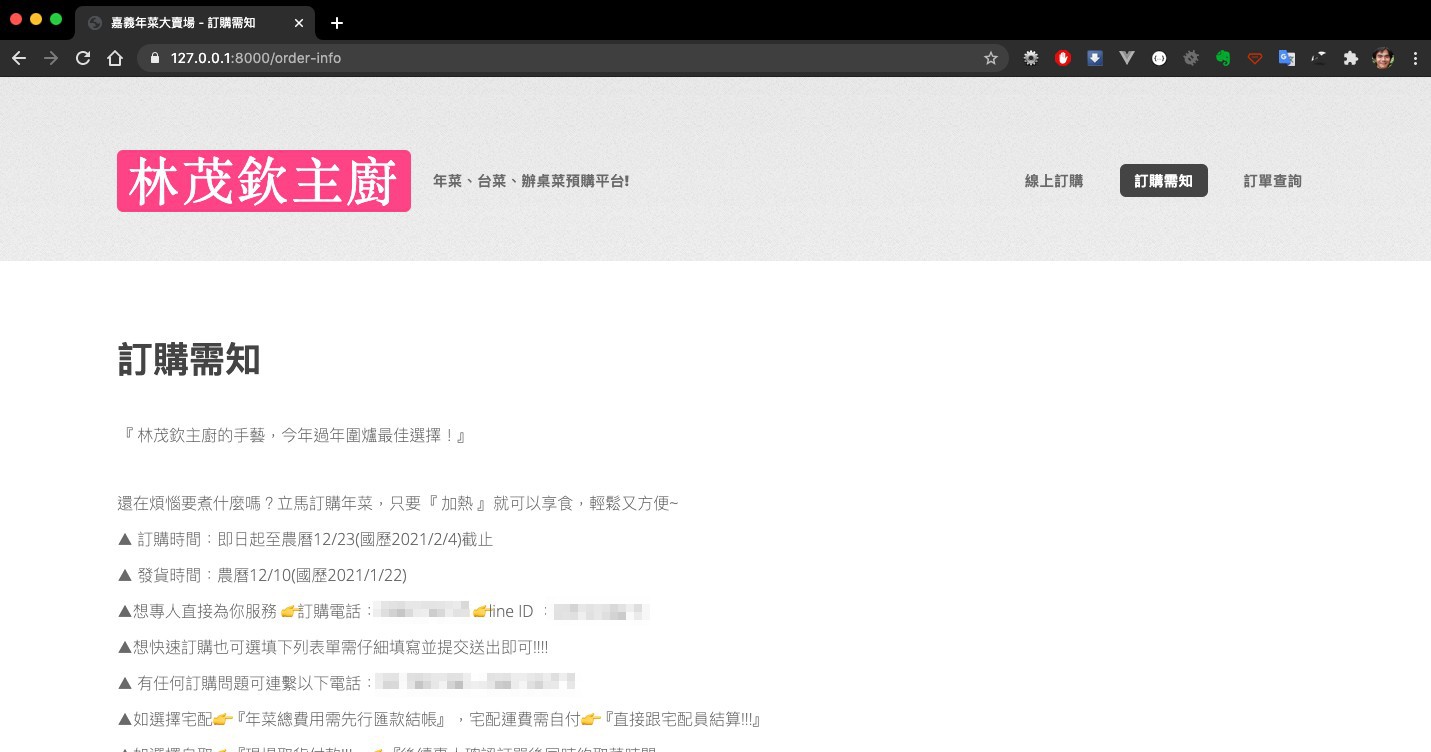 嘉義年菜大賣場 - 訂購需知
127.0.0.1:8000/order-info
林茂欽主廚
年菜、台菜、辦桌菜預購平台!
線上訂購
訂購需知
訂單查詢
訂購需知
『 林茂欽主廚的手藝，今年過年圍爐最佳選擇！』
還在煩惱要煮什麼嗎？立馬訂購年菜，只要『 加熱 』就可以享食，輕鬆又方便~
▲ 訂購時間：即日起至農曆12/23(國歷2021/2/4)截止
▲ 發貨時間：農曆12/10(國歷2021/1/22)
▲想專人直接為你服務 👉訂購電話： 👉line ID ：
▲想快速訂購也可選填下列表單需仔細填寫並提交送出即可!!!!
▲ 有任何訂購問題可連繫以下電話：
▲如選擇宅配👉『年菜總費用需先行匯款結帳』，宅配運費需自付👉『直接跟宅配員結算!!!』